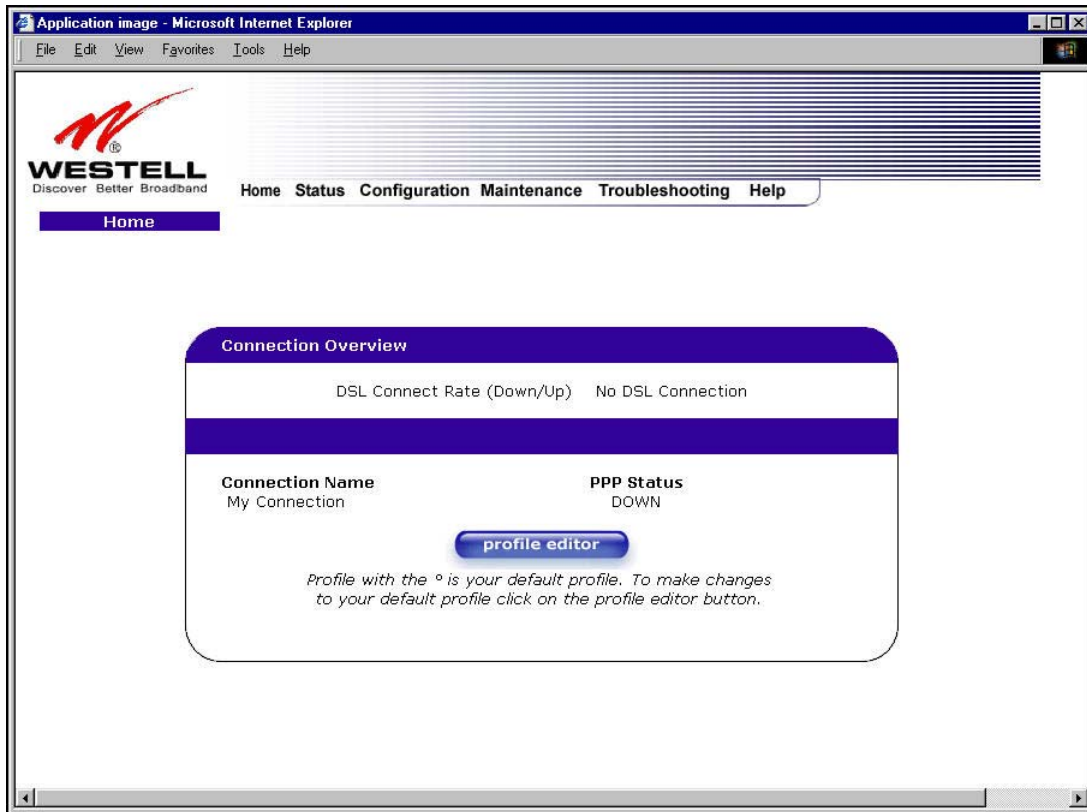 Application image - Microsoft Internet Explorer
File Edit View Favorites Tools Help
®
WESTELL
Discover Better Broadband
Home Status Configuration Maintenance Troubleshooting Help
Home
Connection Overview
DSL Connect Rate (Down/Up) No DSL Connection
Connection Name PPP Status
My Connection DOWN
profile editor
Profile with the º is your default profile. To make changes
to your default profile click on the profile editor button.